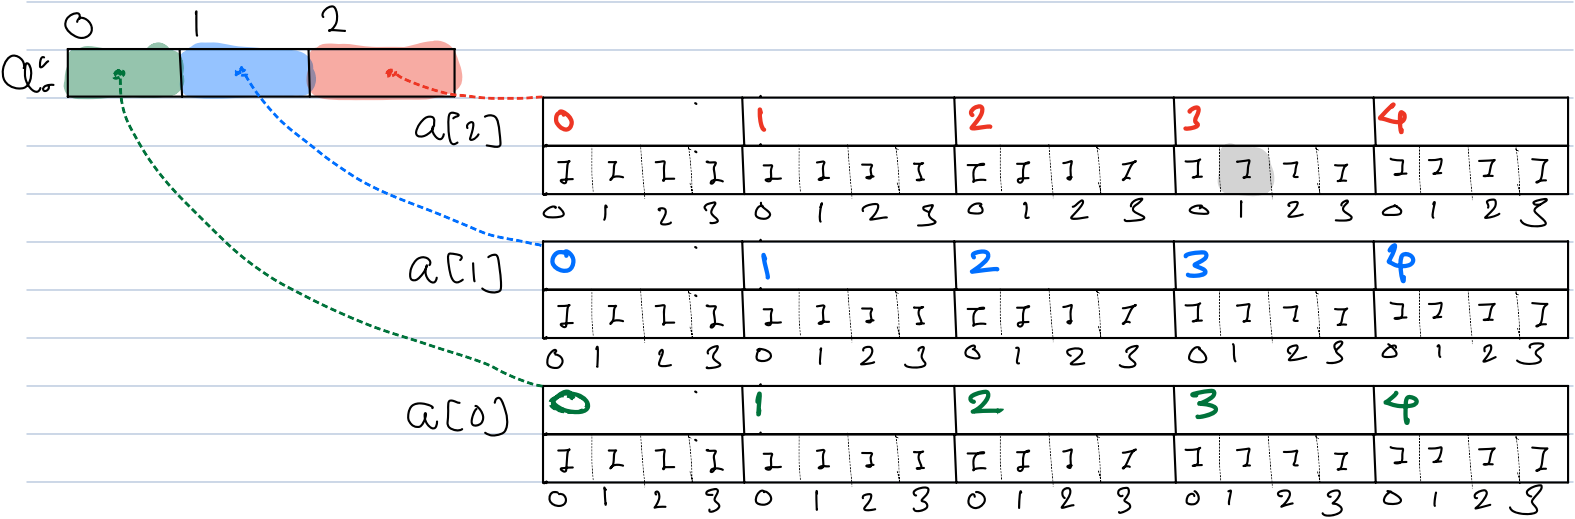 0 1 2
a[2] 0 1 2 3 4
I I I I I I I I I I I I I I I I I I I I
0 1 2 3 0 1 2 3 0 1 2 3 0 1 2 3 0 1 2 3
a[1] 0 1 2 3 4
I I I I I I I I I I I I I I I I I I I I
0 1 2 3 0 1 2 3 0 1 2 3 0 1 2 3 0 1 2 3
a[0] 0 1 2 3 4
I I I I I I I I I I I I I I I I I I I I
0 1 2 3 0 1 2 3 0 1 2 3 0 1 2 3 0 1 2 3